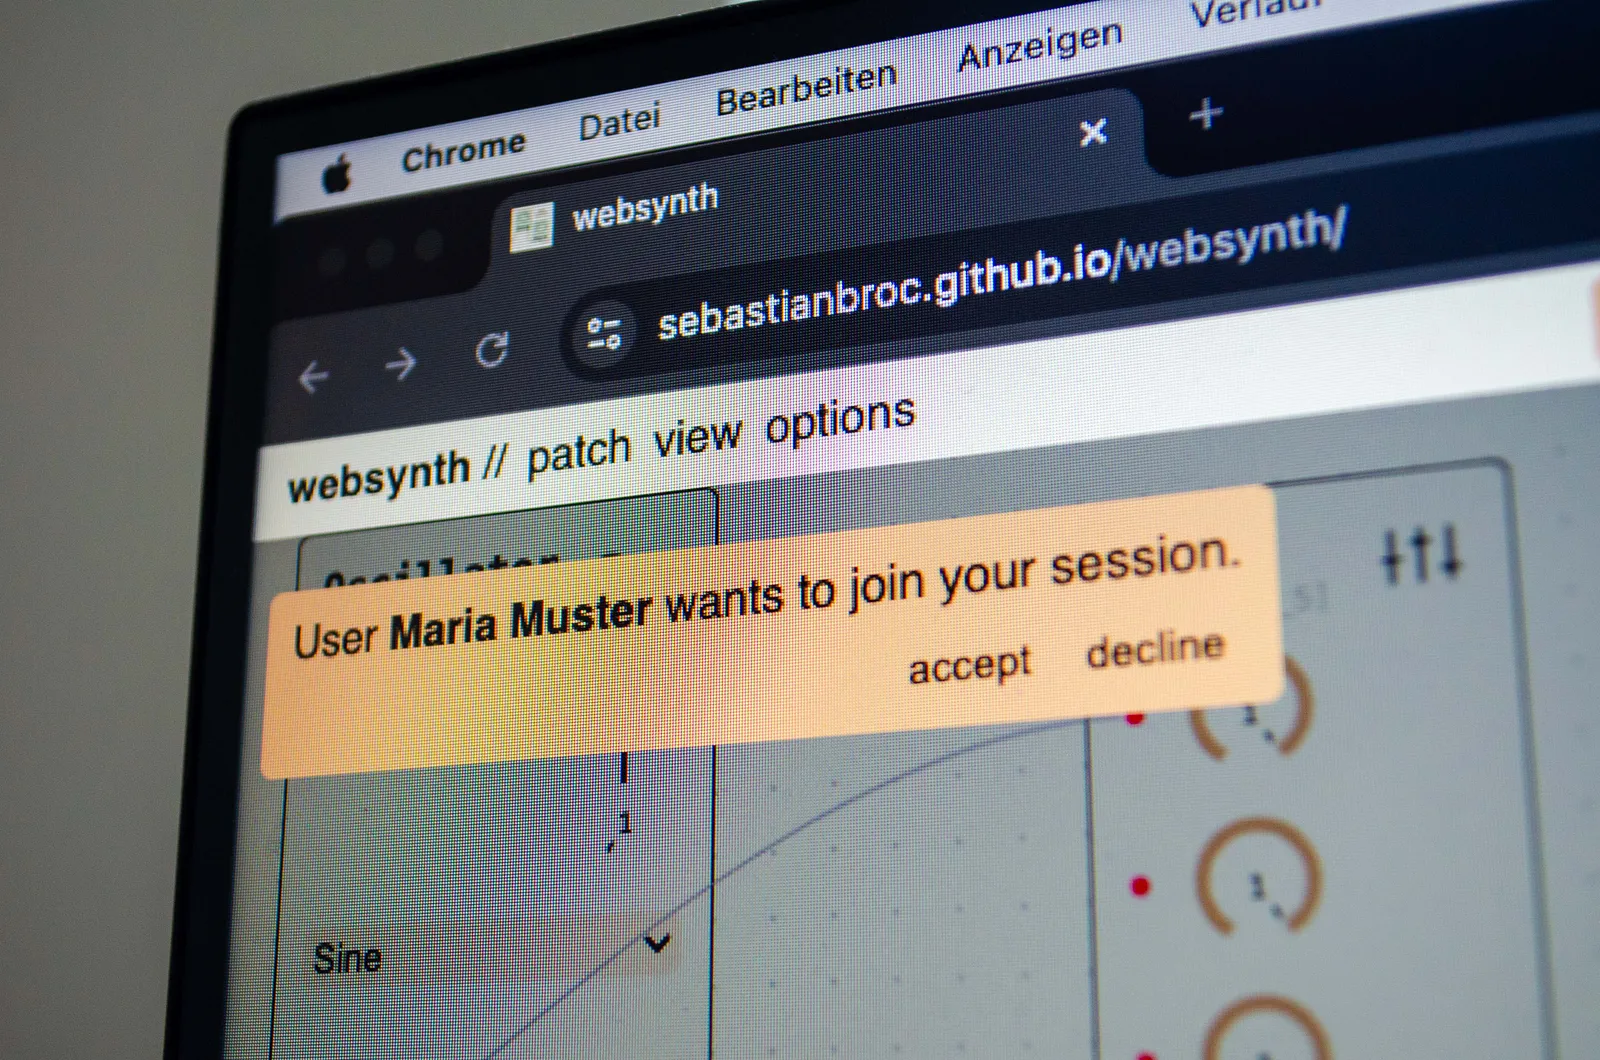 Chrome Datei Bearbeiten Anzeigen Verlauf
websynth
sebastianbroc.github.io/websynth/
websynth // patch view options
Oscillator
User Maria Muster wants to join your session.
accept decline
1
1
Sine
1